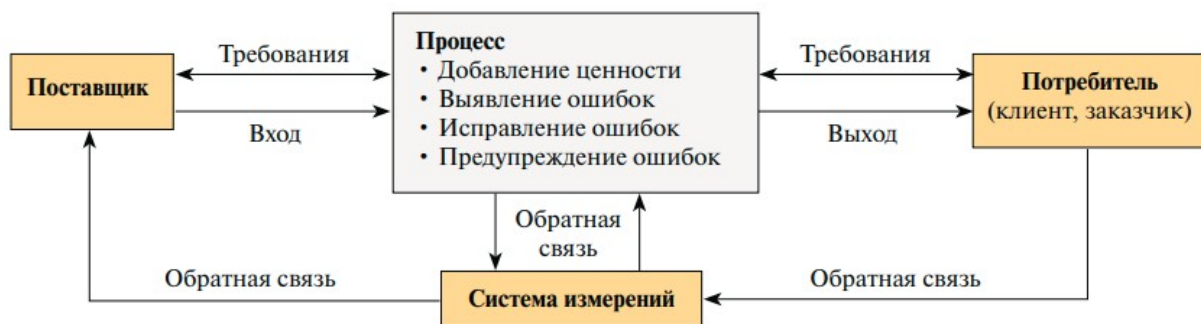 Поставщик
Требования
Вход
Процесс
• Добавление ценности
• Выявление ошибок
• Исправление ошибок
• Предупреждение ошибок
Требования
Выход
Потребитель
(клиент, заказчик)
Обратная
связь
Обратная связь
Система измерений
Обратная связь